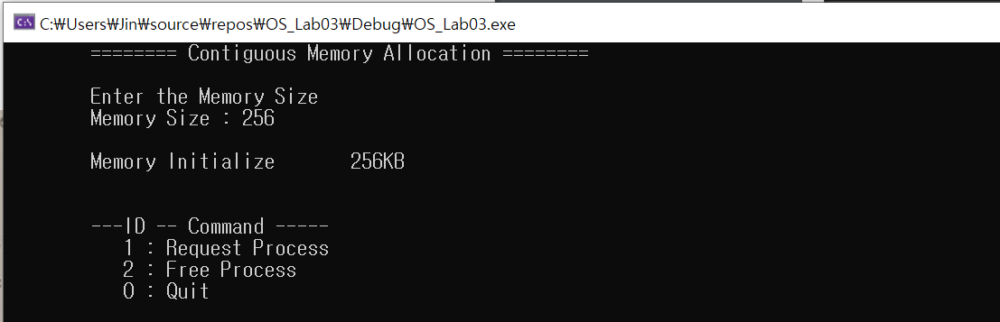 C:₩Users₩Jin₩source₩repos₩OS_Lab03₩Debug₩OS_Lab03.exe
======== Contiguous Memory Allocation ========
Enter the Memory Size
Memory Size : 256
Memory Initialize 256KB
---ID -- Command -----
1 : Request Process
2 : Free Process
0 : Quit